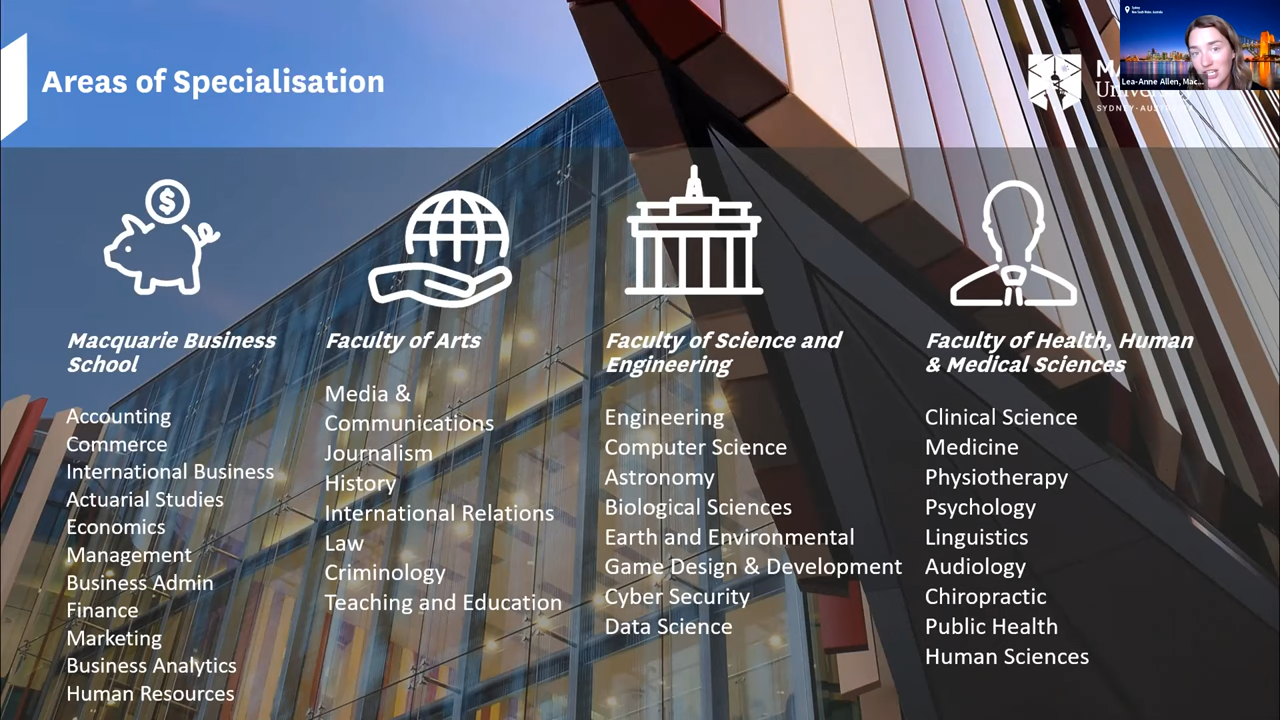 Areas of Specialisation
Lea-Anne Allen, Mac...
$
Macquarie Business
School
Accounting
Commerce
International Business
Actuarial Studies
Economics
Management
Business Admin
Finance
Marketing
Business Analytics
Human Resources
Faculty of Arts
Media &
Communications
Journalism
History
International Relations
Law
Criminology
Teaching and Education
Faculty of Science and
Engineering
Engineering
Computer Science
Astronomy
Biological Sciences
Earth and Environmental
Game Design & Development
Cyber Security
Data Science
Faculty of Health, Human
& Medical Sciences
Clinical Science
Medicine
Physiotherapy
Psychology
Linguistics
Audiology
Chiropractic
Public Health
Human Sciences